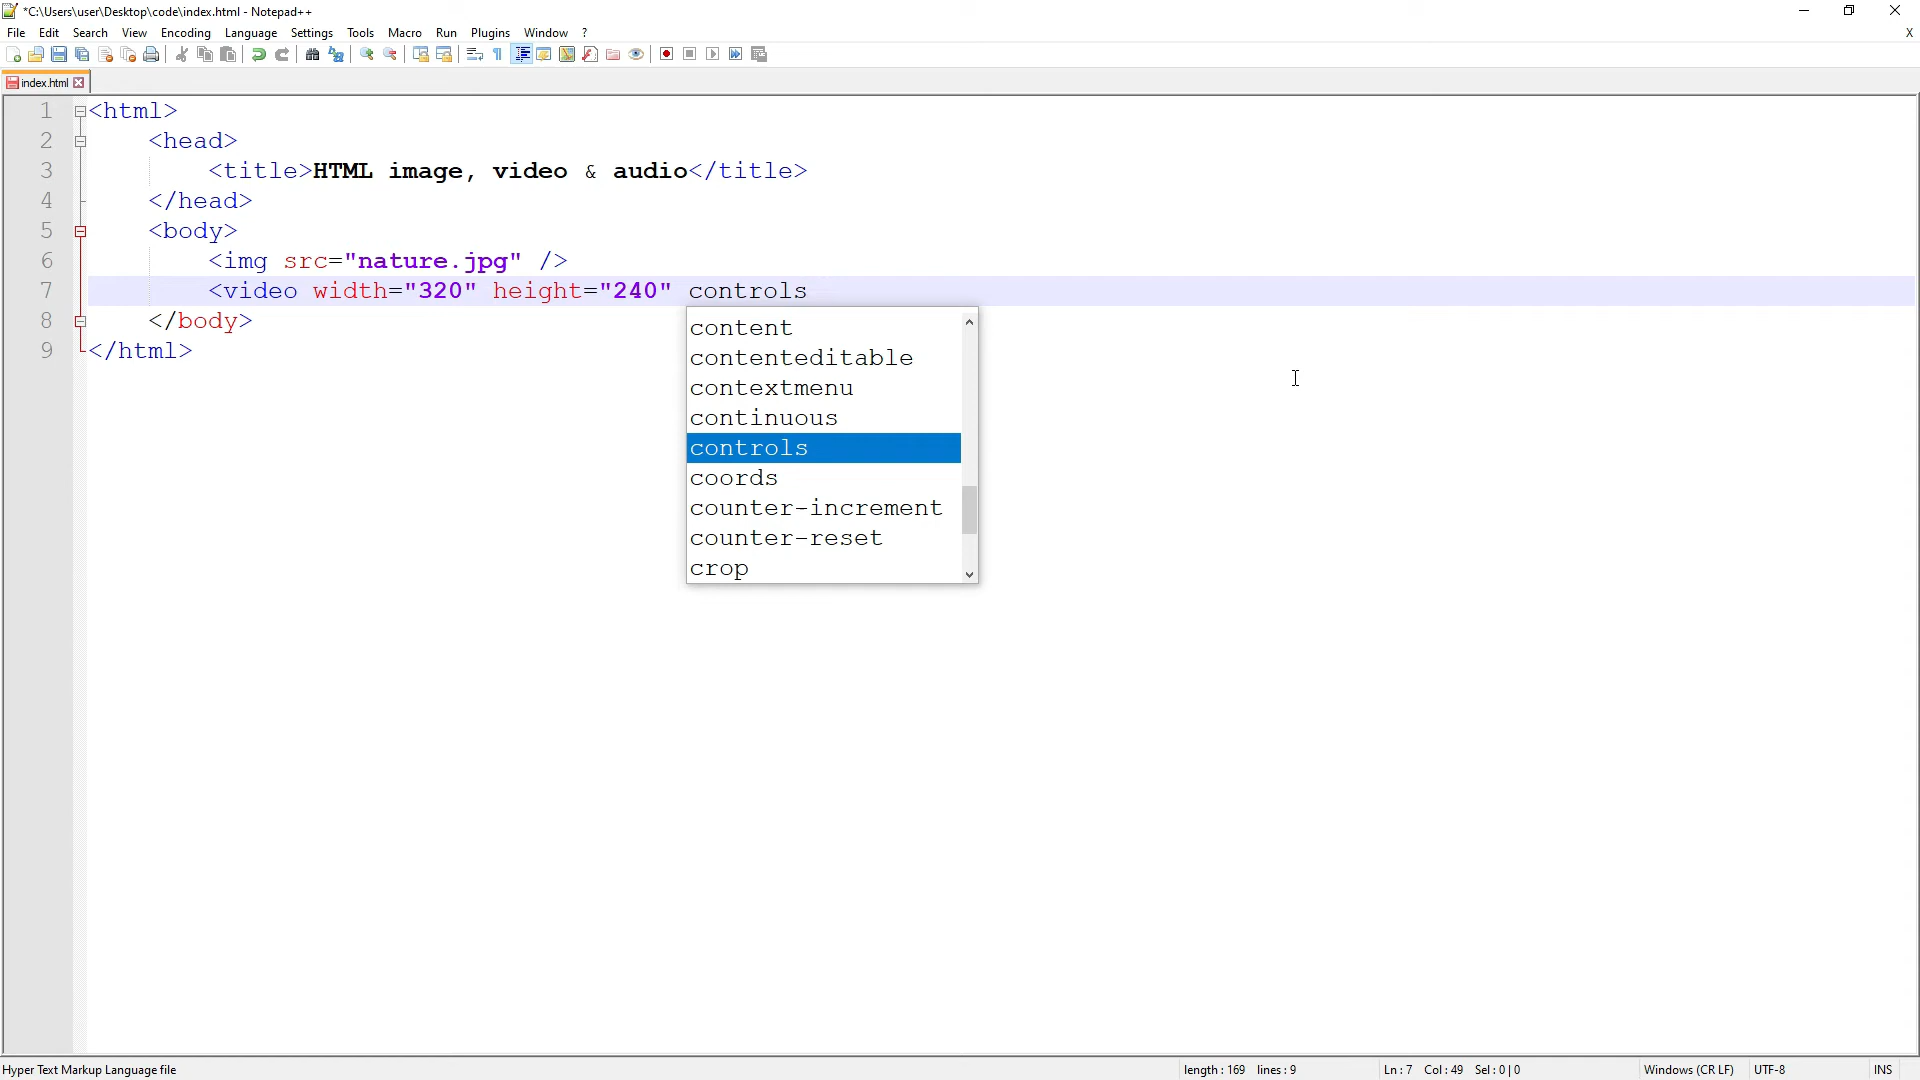 *C:\Users\user\Desktop\code\index.html - Notepad++
File Edit Search View Encoding Language Settings Tools Macro Run Plugins Window ? X
index.html
1 <html>
2 <head>
3 <title>HTML image, video & audio</title>
4 </head>
5 <body>
6 <img src="nature.jpg" />
7 <video width="320" height="240" controls
8 </body>
9 </html>
content
contenteditable
contextmenu
continuous
controls
coords
counter-increment
counter-reset
crop
Hyper Text Markup Language file length : 169 lines : 9 Ln : 7 Col : 49 Sel : 0 | 0 Windows (CR LF) UTF-8 INS